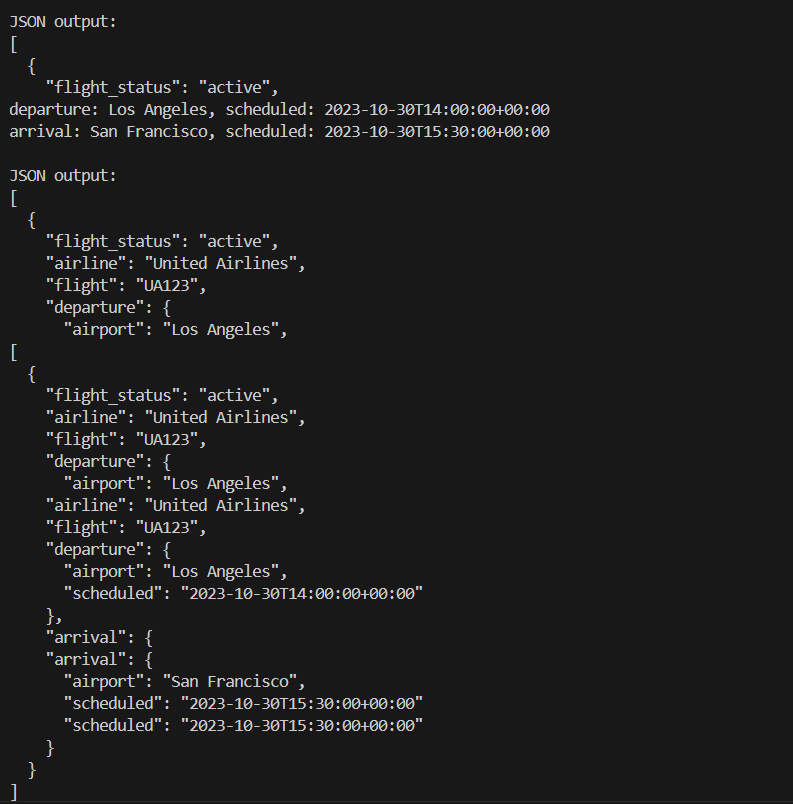 JSON output:
[
  {
    "flight_status": "active",
departure: Los Angeles, scheduled: 2023-10-30T14:00:00+00:00
arrival: San Francisco, scheduled: 2023-10-30T15:30:00+00:00

JSON output:
[
  {
    "flight_status": "active",
    "airline": "United Airlines",
    "flight": "UA123",
    "departure": {
      "airport": "Los Angeles",
[
  {
    "flight_status": "active",
    "airline": "United Airlines",
    "flight": "UA123",
    "departure": {
      "airport": "Los Angeles",
    "airline": "United Airlines",
    "flight": "UA123",
    "departure": {
      "airport": "Los Angeles",
      "scheduled": "2023-10-30T14:00:00+00:00"
    },
    "arrival": {
    "arrival": {
      "airport": "San Francisco",
      "scheduled": "2023-10-30T15:30:00+00:00"
      "scheduled": "2023-10-30T15:30:00+00:00"
    }
  }
]